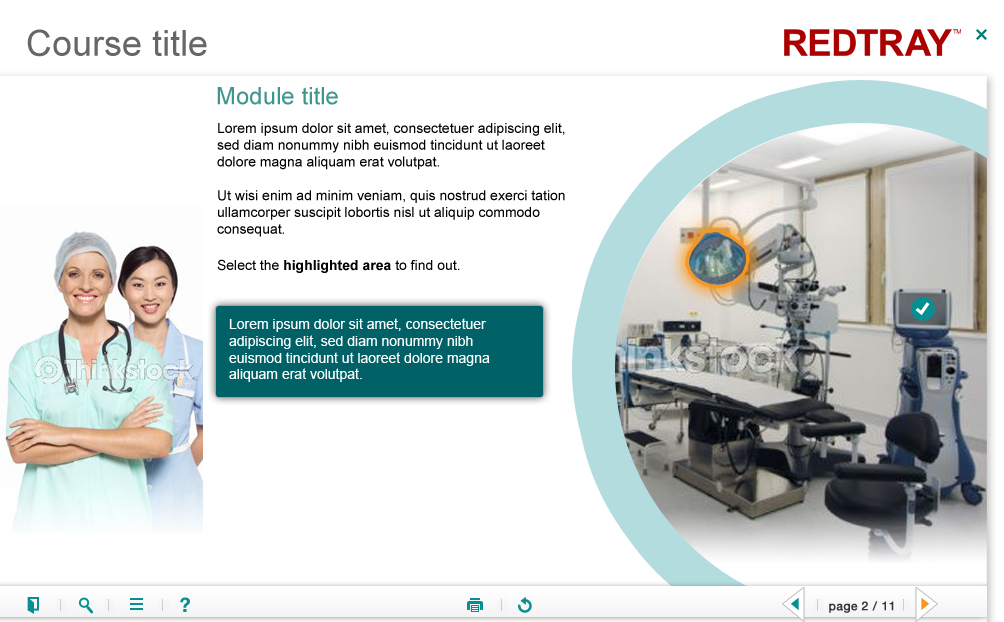 Course title
REDTRAY™
Module title
Lorem ipsum dolor sit amet, consectetuer adipiscing elit,
sed diam nonummy nibh euismod tincidunt ut laoreet
dolore magna aliquam erat volutpat.
Ut wisi enim ad minim veniam, quis nostrud exerci tation
ullamcorper suscipit lobortis nisl ut aliquip commodo
consequat.
Select the highlighted area to find out.
Lorem ipsum dolor sit amet, consectetuer
adipiscing elit, sed diam nonummy nibh
euismod tincidunt ut laoreet dolore magna
aliquam erat volutpat.
Thinkstock
Thinkstock
?
page 2 / 11